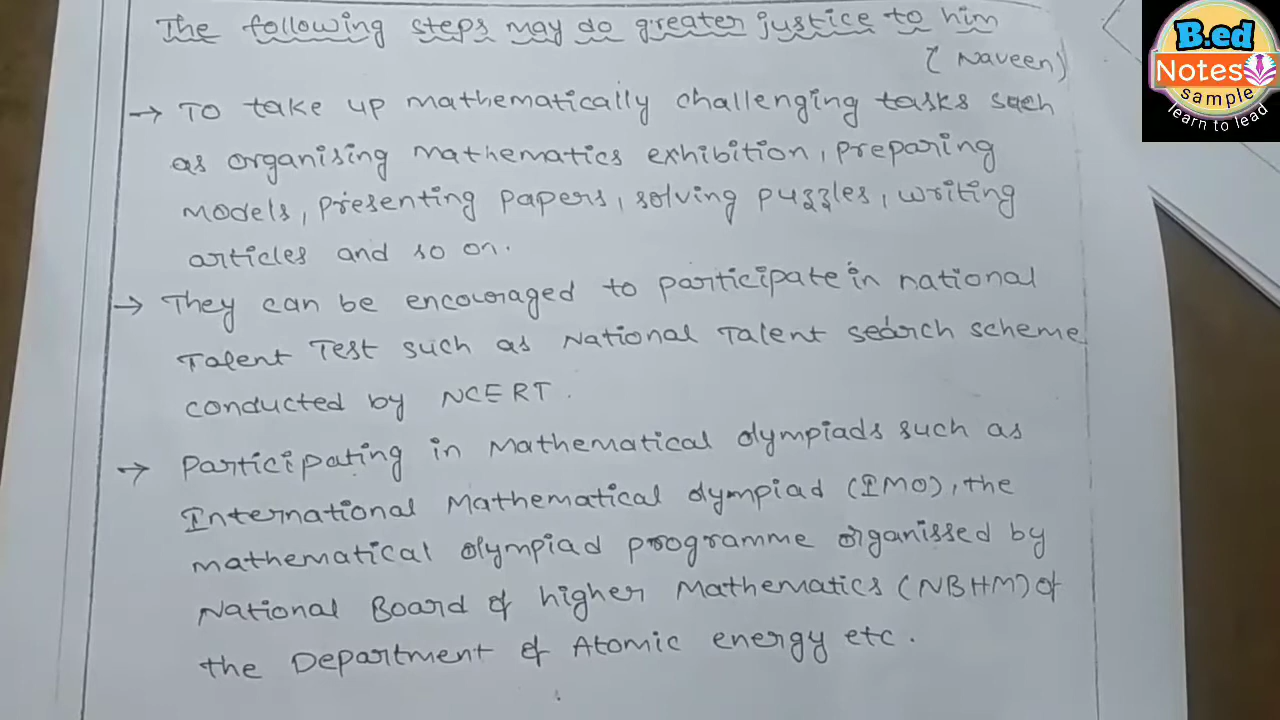 The following steps may do greater justice to him
(Naveen)
→ To take up mathematically challenging tasks such
as organising mathematics exhibition, preparing
models, presenting papers, solving puzzles, writing
articles and so on.
→ They can be encouraged to participate in national
Talent Test such as National Talent search scheme
conducted by NCERT.
→ Participating in Mathematical olympiads such as
International Mathematical olympiad (IMO), the
mathematical olympiad programme organissed by
National Board of higher Mathematics (NBHM) of
the Department of Atomic energy etc.
B.ed
Notes
sample
learn to lead